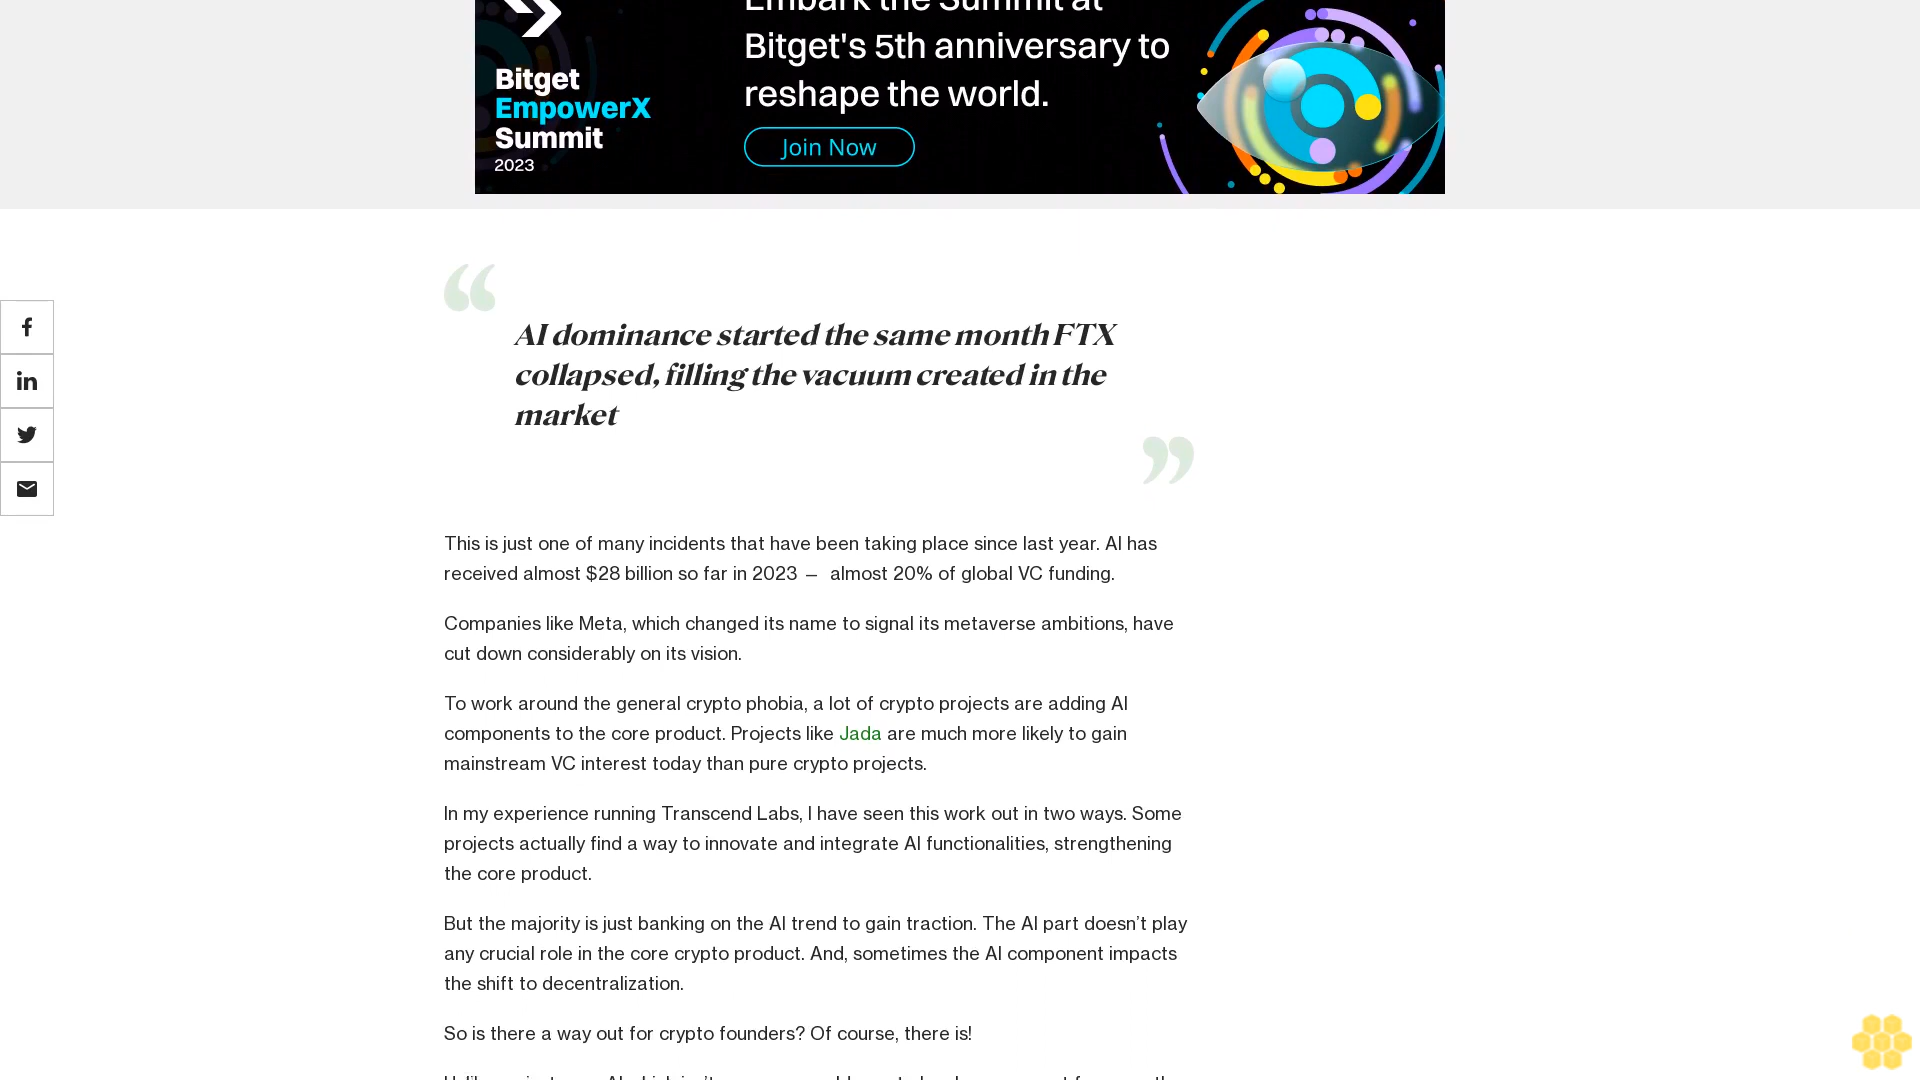 Embark the Summit at
Bitget's 5th anniversary to
reshape the world.
Join Now
Bitget
EmpowerX
Summit
2023
“
AI dominance started the same month FTX
collapsed, filling the vacuum created in the
market
”
This is just one of many incidents that have been taking place since last year. AI has
received almost $28 billion so far in 2023 —  almost 20% of global VC funding.
Companies like Meta, which changed its name to signal its metaverse ambitions, have
cut down considerably on its vision.
To work around the general crypto phobia, a lot of crypto projects are adding AI
components to the core product. Projects like Jada are much more likely to gain
mainstream VC interest today than pure crypto projects.
In my experience running Transcend Labs, I have seen this work out in two ways. Some
projects actually find a way to innovate and integrate AI functionalities, strengthening
the core product.
But the majority is just banking on the AI trend to gain traction. The AI part doesn’t play
any crucial role in the core crypto product. And, sometimes the AI component impacts
the shift to decentralization.
So is there a way out for crypto founders? Of course, there is!